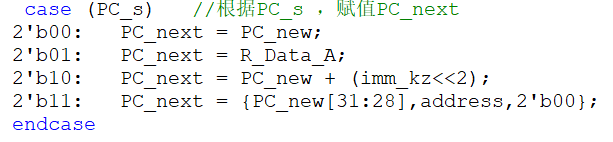 case (PC_s) //根据PC_s ，赋值PC_next
2'b00: PC_next = PC_new;
2'b01: PC_next = R_Data_A;
2'b10: PC_next = PC_new + (imm_kz<<2);
2'b11: PC_next = {PC_new[31:28],address,2'b00};
endcase